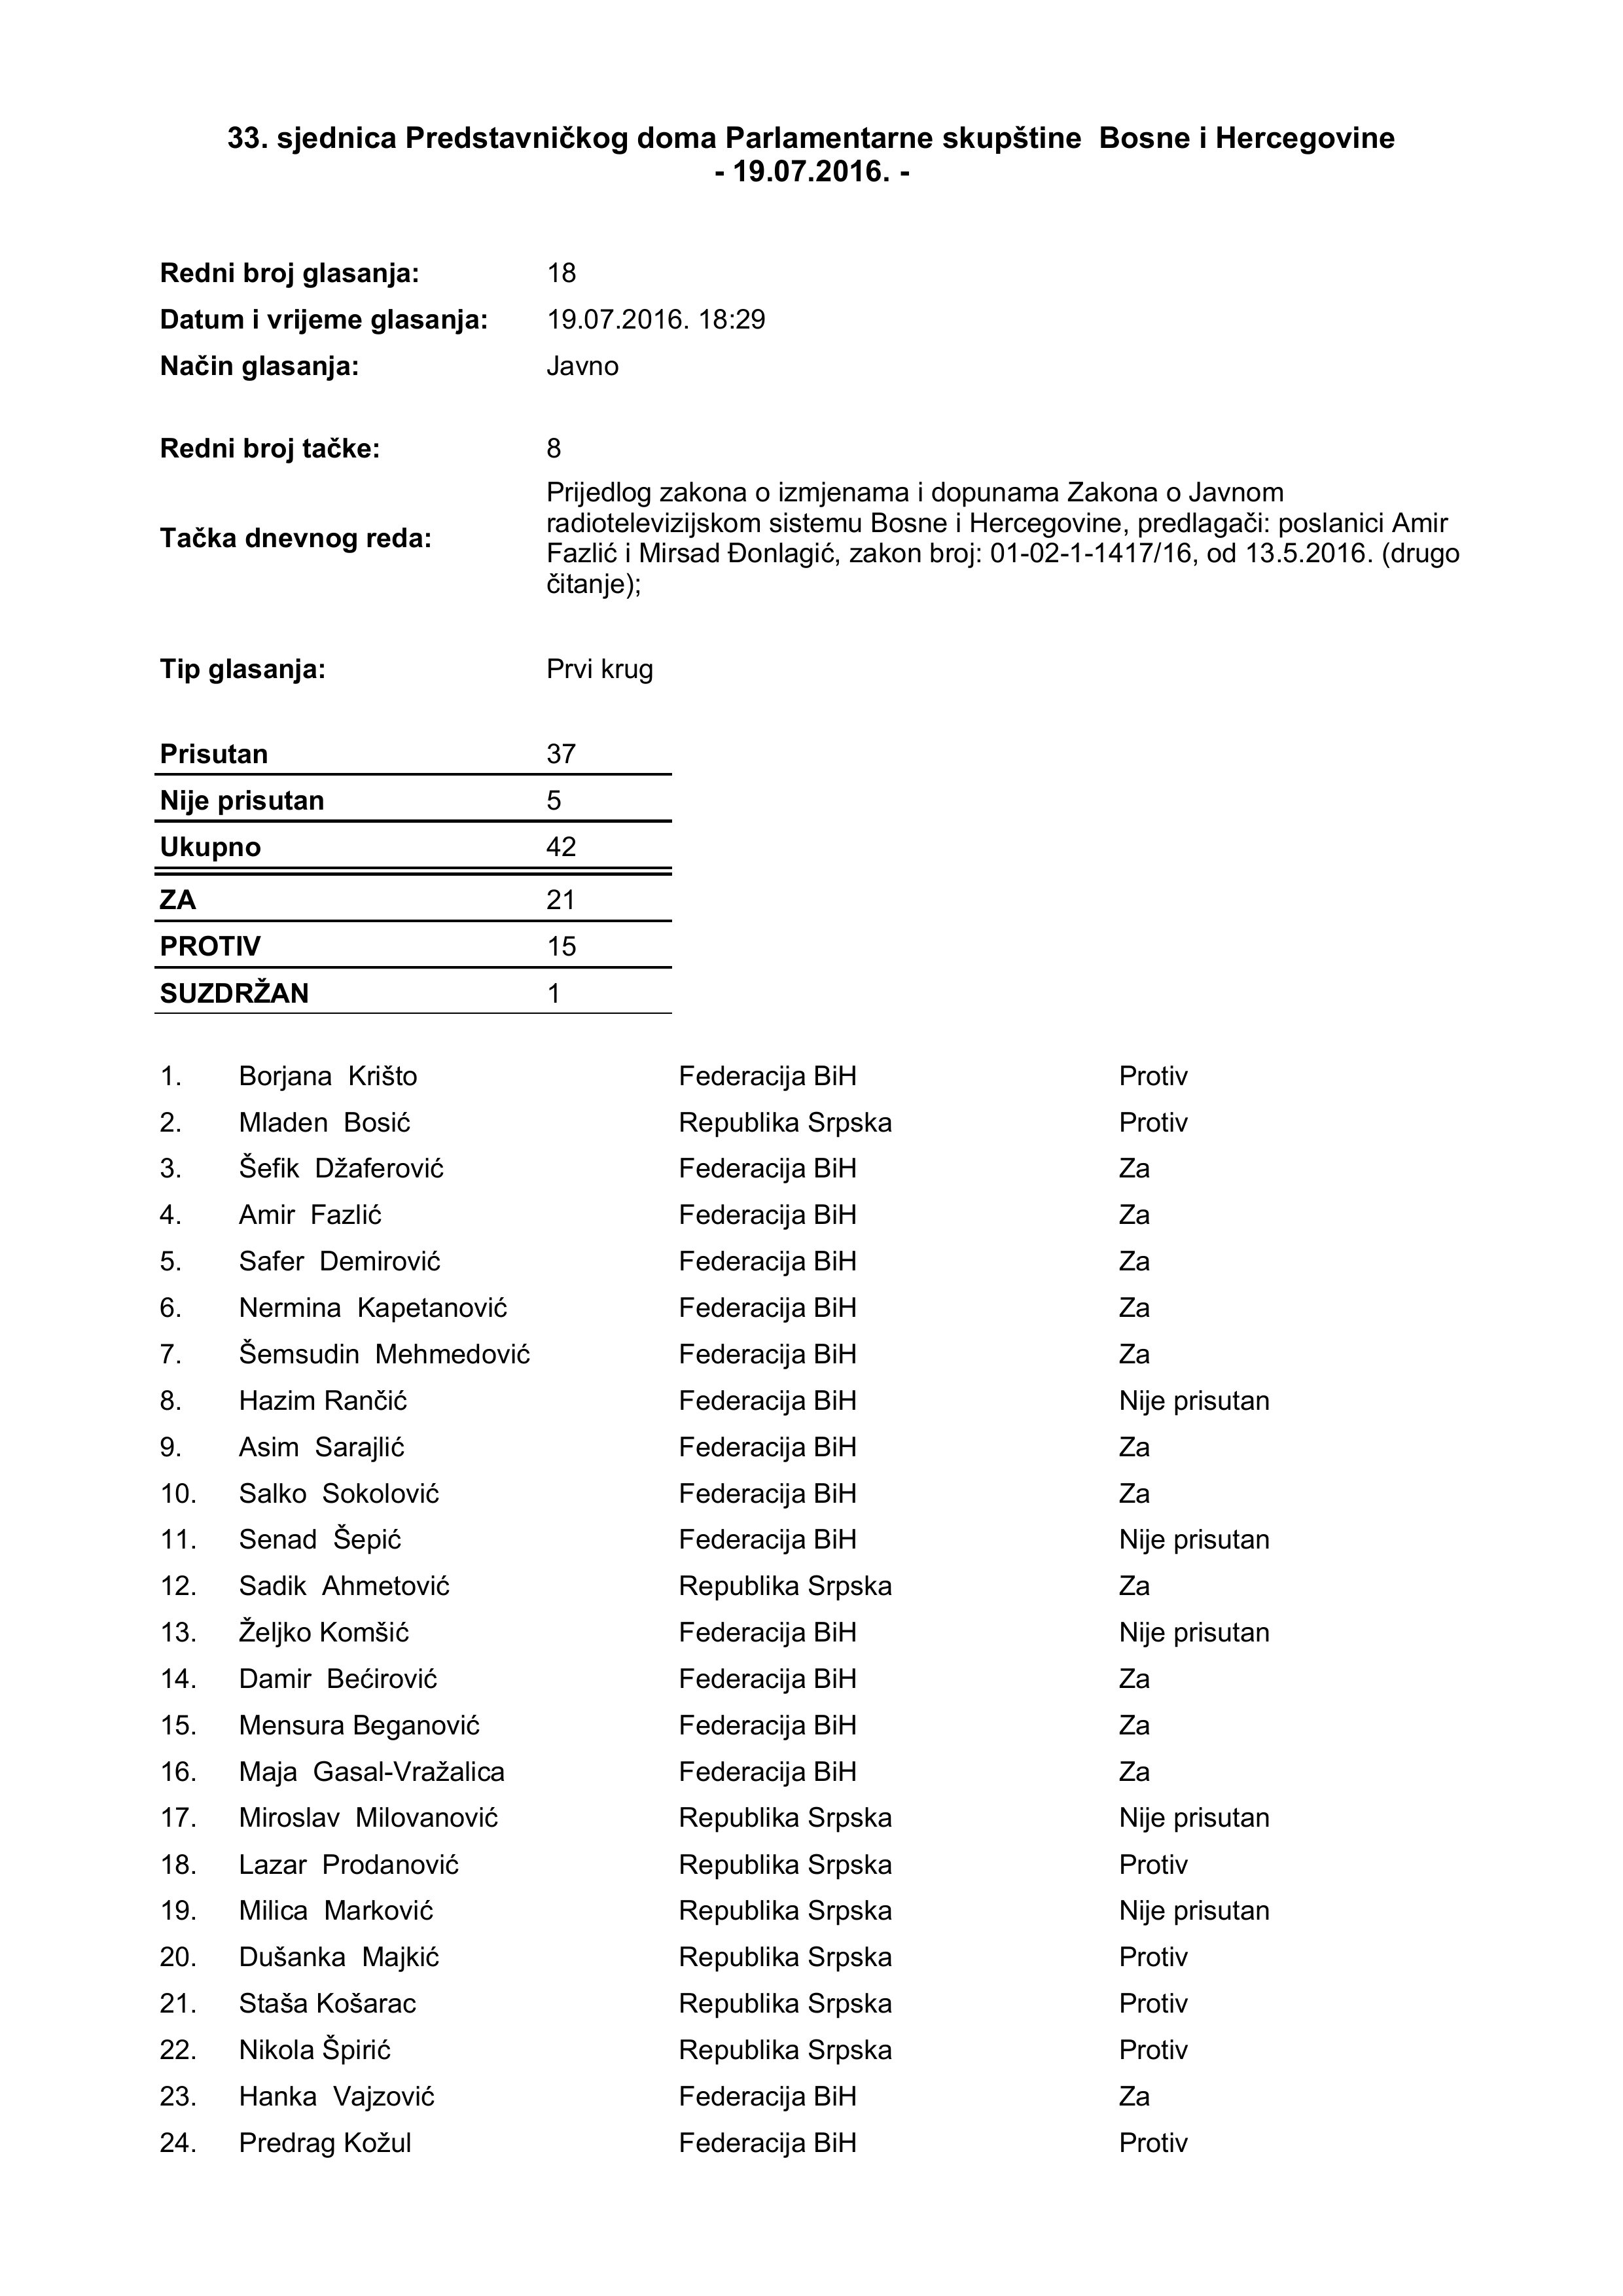 33. sjednica Predstavničkog doma Parlamentarne skupštine  Bosne i Hercegovine
- 19.07.2016. -
Redni broj glasanja: 18
Datum i vrijeme glasanja: 19.07.2016. 18:29
Način glasanja: Javno
Redni broj tačke: 8
Tačka dnevnog reda: Prijedlog zakona o izmjenama i dopunama Zakona o Javnom
radiotelevizijskom sistemu Bosne i Hercegovine, predlagači: poslanici Amir
Fazlić i Mirsad Đonlagić, zakon broj: 01-02-1-1417/16, od 13.5.2016. (drugo
čitanje);
Tip glasanja: Prvi krug
Prisutan 37
Nije prisutan 5
Ukupno 42
ZA 21
PROTIV 15
SUZDRŽAN 1
1. Borjana  Krišto Federacija BiH Protiv
2. Mladen  Bosić Republika Srpska Protiv
3. Šefik  Džaferović Federacija BiH Za
4. Amir  Fazlić Federacija BiH Za
5. Safer  Demirović Federacija BiH Za
6. Nermina  Kapetanović Federacija BiH Za
7. Šemsudin  Mehmedović Federacija BiH Za
8. Hazim Rančić Federacija BiH Nije prisutan
9. Asim  Sarajlić Federacija BiH Za
10. Salko  Sokolović Federacija BiH Za
11. Senad  Šepić Federacija BiH Nije prisutan
12. Sadik  Ahmetović Republika Srpska Za
13. Željko Komšić Federacija BiH Nije prisutan
14. Damir  Bećirović Federacija BiH Za
15. Mensura Beganović Federacija BiH Za
16. Maja  Gasal-Vražalica Federacija BiH Za
17. Miroslav  Milovanović Republika Srpska Nije prisutan
18. Lazar  Prodanović Republika Srpska Protiv
19. Milica  Marković Republika Srpska Nije prisutan
20. Dušanka  Majkić Republika Srpska Protiv
21. Staša Košarac Republika Srpska Protiv
22. Nikola Špirić Republika Srpska Protiv
23. Hanka  Vajzović Federacija BiH Za
24. Predrag Kožul Federacija BiH Protiv